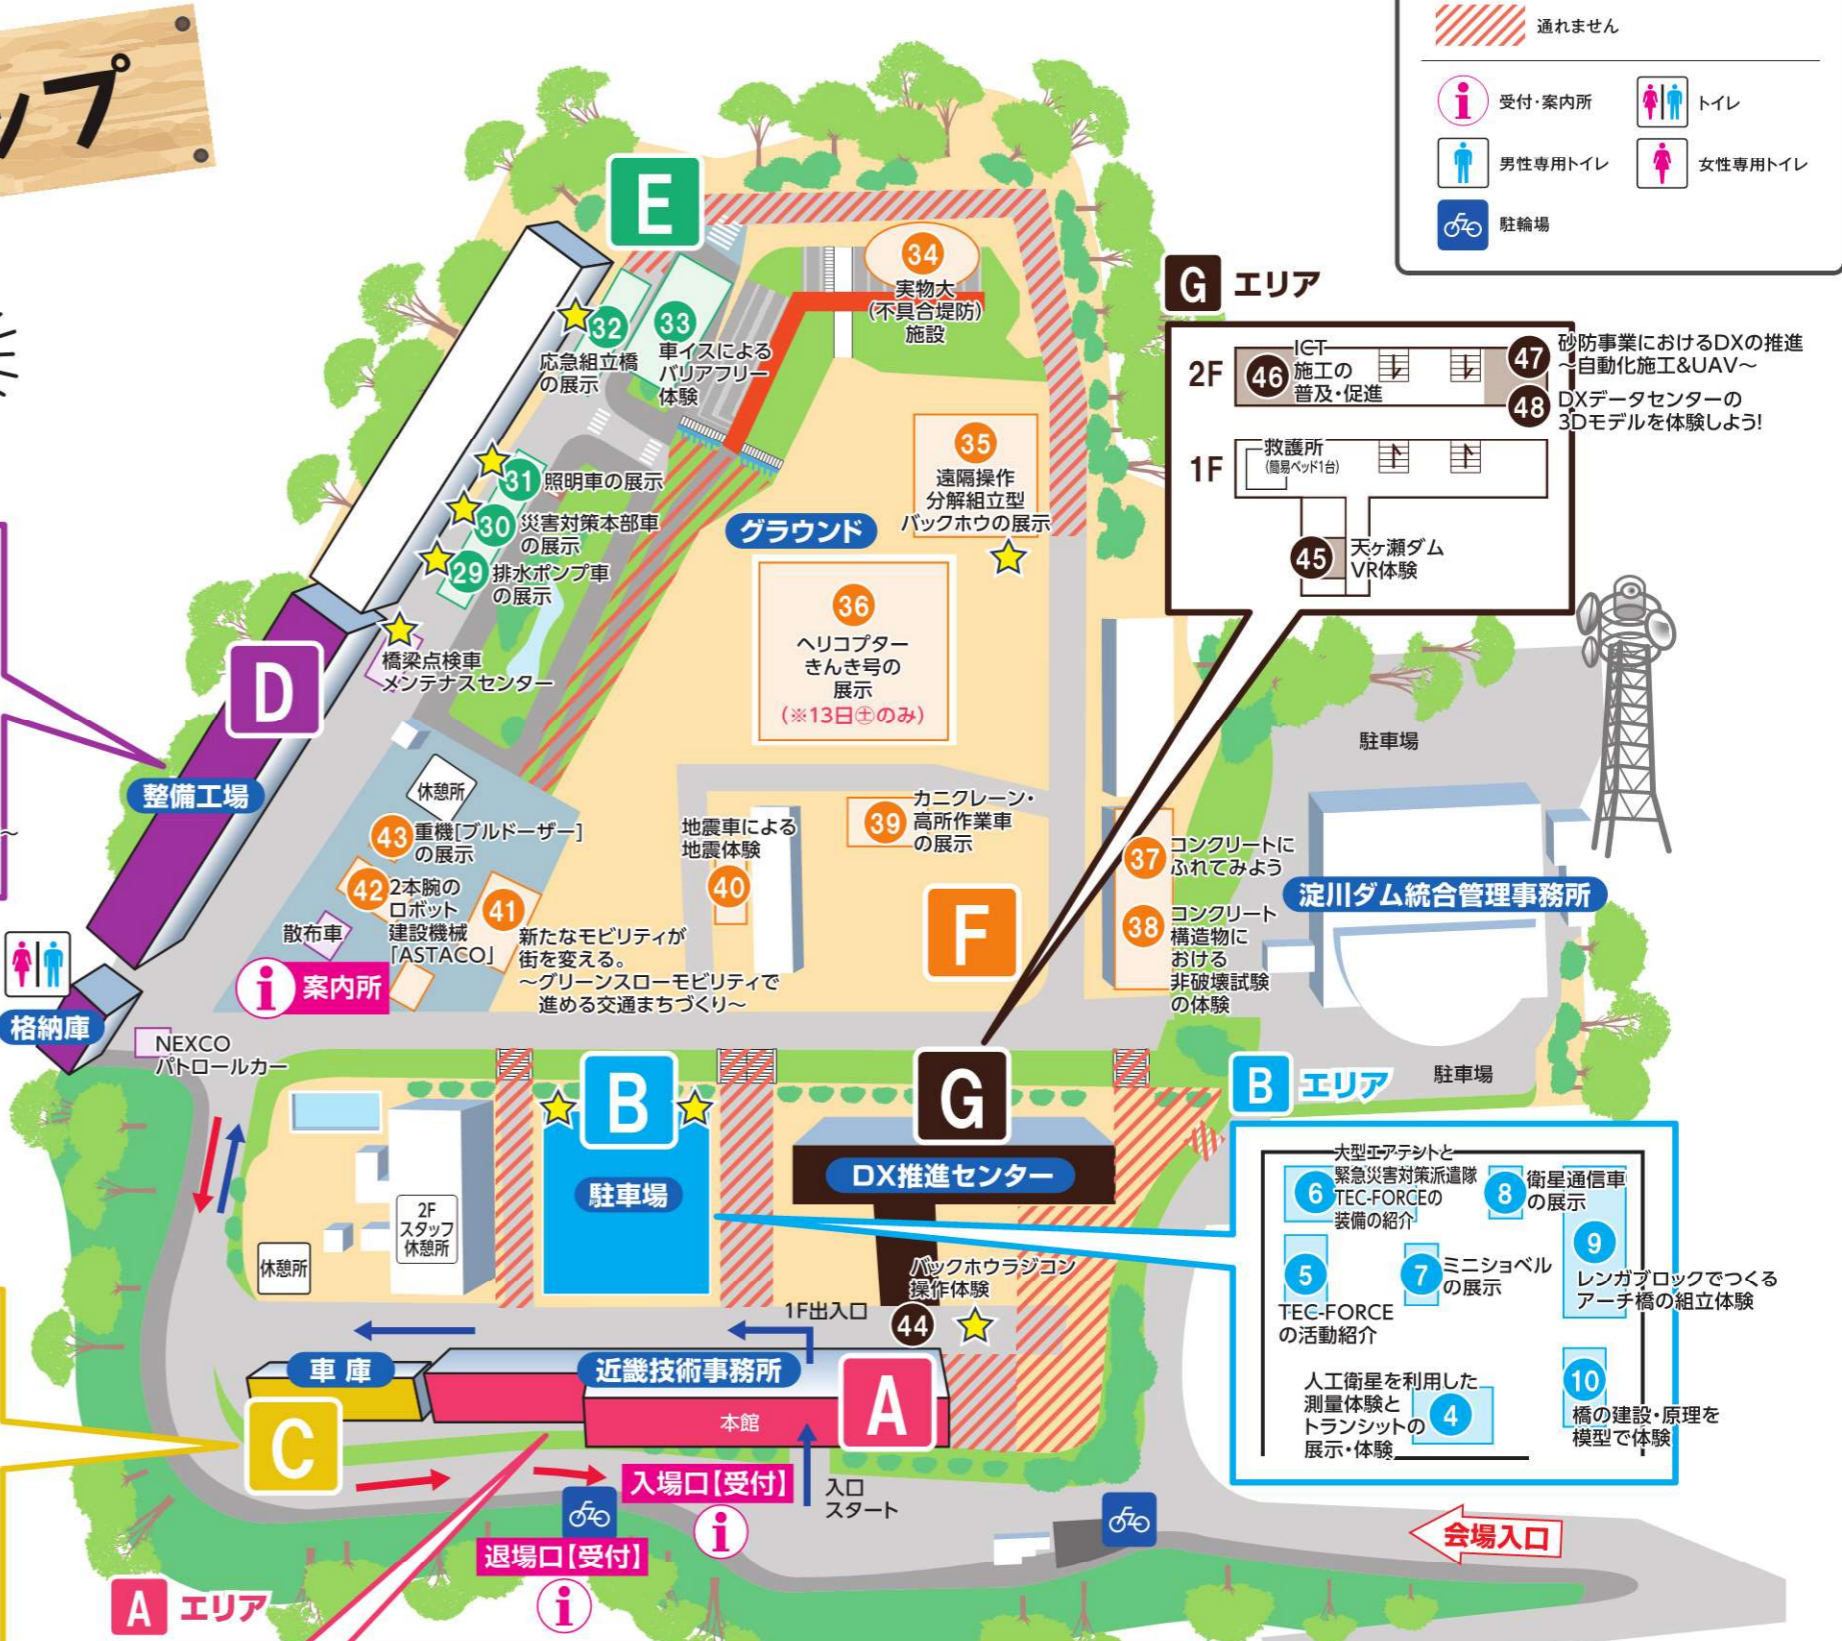 ップ
通れません
受付・案内所
トイレ
男性専用トイレ
女性専用トイレ
駐輪場
E
34
実物大
(不具合堤防)
施設
32
応急組立橋
の展示
33
車イスによる
バリアフリー
体験
31 照明車の展示
30 災害対策本部車
の展示
29 排水ポンプ車
の展示
橋梁点検車
メンテナスセンター
35
遠隔操作
分解組立型
バックホウの展示
グラウンド
36
ヘリコプター
きんき号の
展示
(※13日㊏のみ)
G エリア
2F
46
ICT
施工の
普及・促進
47
砂防事業におけるDXの推進
~自動化施工&UAV~
48
DXデータセンターの
3Dモデルを体験しよう!
1F
救護所
(簡易ベッド1台)
45
天ヶ瀬ダム
VR体験
D
整備工場
~
休憩所
43 重機[ブルドーザー]
の展示
42 2本腕の
ロボット
建設機械
「ASTACO」
41
新たなモビリティが
街を変える。
~グリーンスローモビリティで
進める交通まちづくり~
散布車
i 案内所
地震車による
地震体験
40
39
カニクレーン・
高所作業車
の展示
F
37 コンクリートに
ふれてみよう
38 コンクリート
構造物に
おける
非破壊試験
の体験
駐車場
淀川ダム統合管理事務所
駐車場
格納庫
NEXCO
パトロールカー
B
駐車場
G
DX推進センター
2F
スタッフ
休憩所
休憩所
バックホウラジコン
操作体験
44
1F出入口
B エリア
6
大型エアテントと
緊急災害対策派遣隊
TEC-FORCEの
装備の紹介
8 衛星通信車
の展示
9
レンガブロックでつくる
アーチ橋の組立体験
5
TEC-FORCE
の活動紹介
7 ミニショベル
の展示
人工衛星を利用した
測量体験と
トランシットの
展示・体験
4
10
橋の建設・原理を
模型で体験
車庫
近畿技術事務所
本館
A
C
入場口【受付】
i
入口
スタート
退場口【受付】
i
会場入口
A エリア